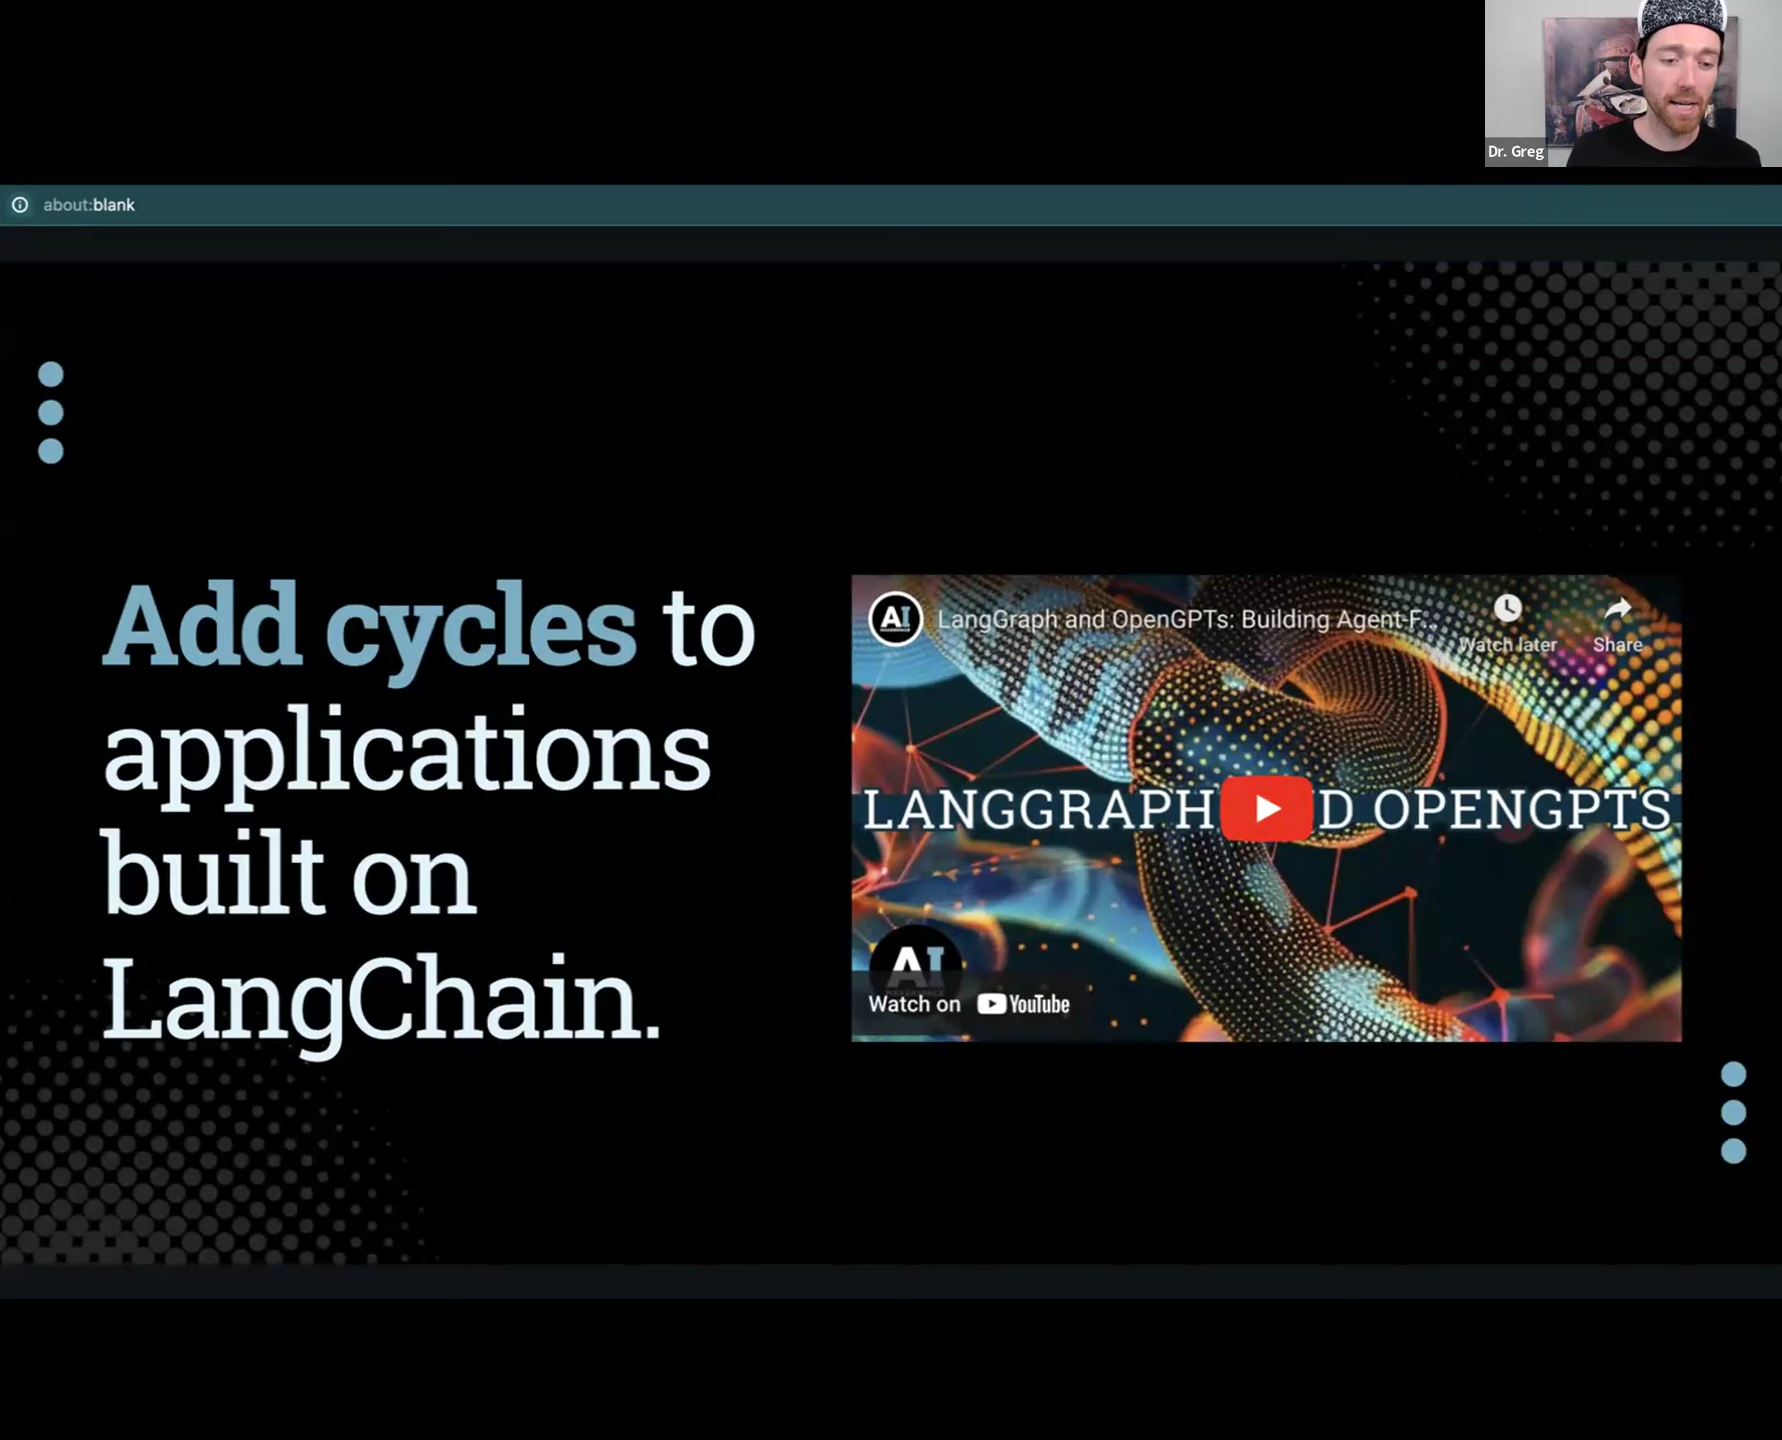 Dr. Greg
about:blank
Add cycles to
applications
built on
LangChain.
AI
LangGraph and OpenGPTs: Building Agent-F...
Watch later
Share
LANGGRAPH D OPENGPTS
AI
Watch on YouTube